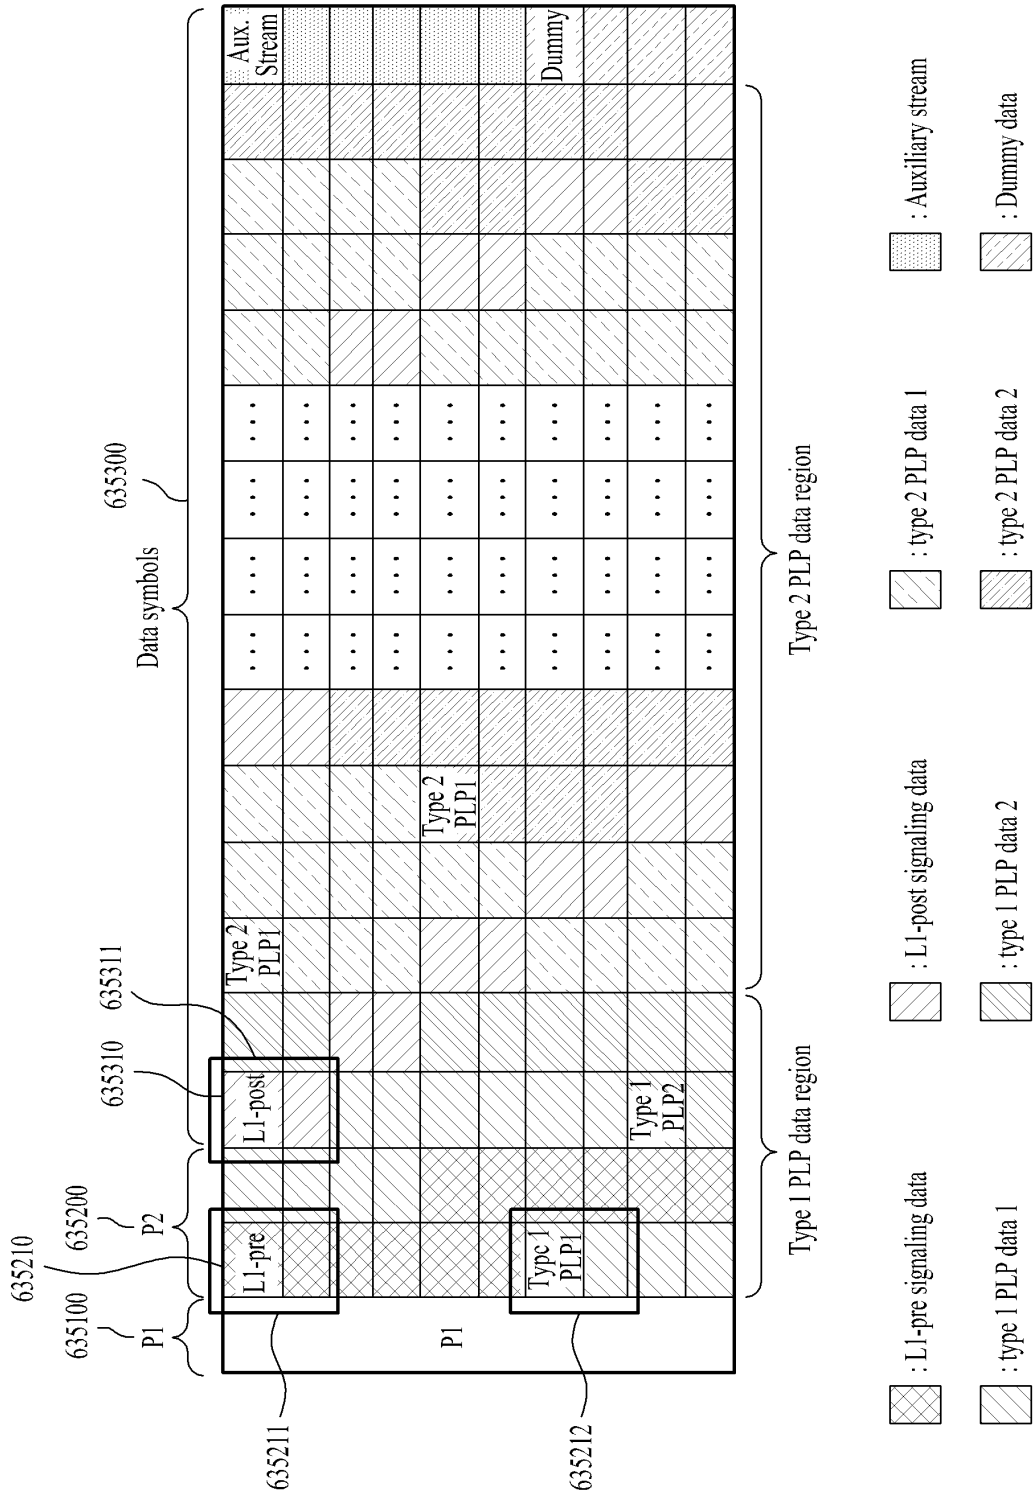 635210
635100
635200
635310
635311
635300
P1
P2
Data symbols
L1-pre
L1-post
Type 2
PLP1
Aux.
Stream
635211
P1
Type 2
PLP1
635212
Typc 1
PLP1
Dummy
Type 1
PLP2
Type 1 PLP data region
Type 2 PLP data region
: L1-pre signaling data
: L1-post signaling data
: type 2 PLP data 1
: Auxiliary stream
: type 1 PLP data 1
: type 1 PLP data 2
: type 2 PLP data 2
: Dummy data